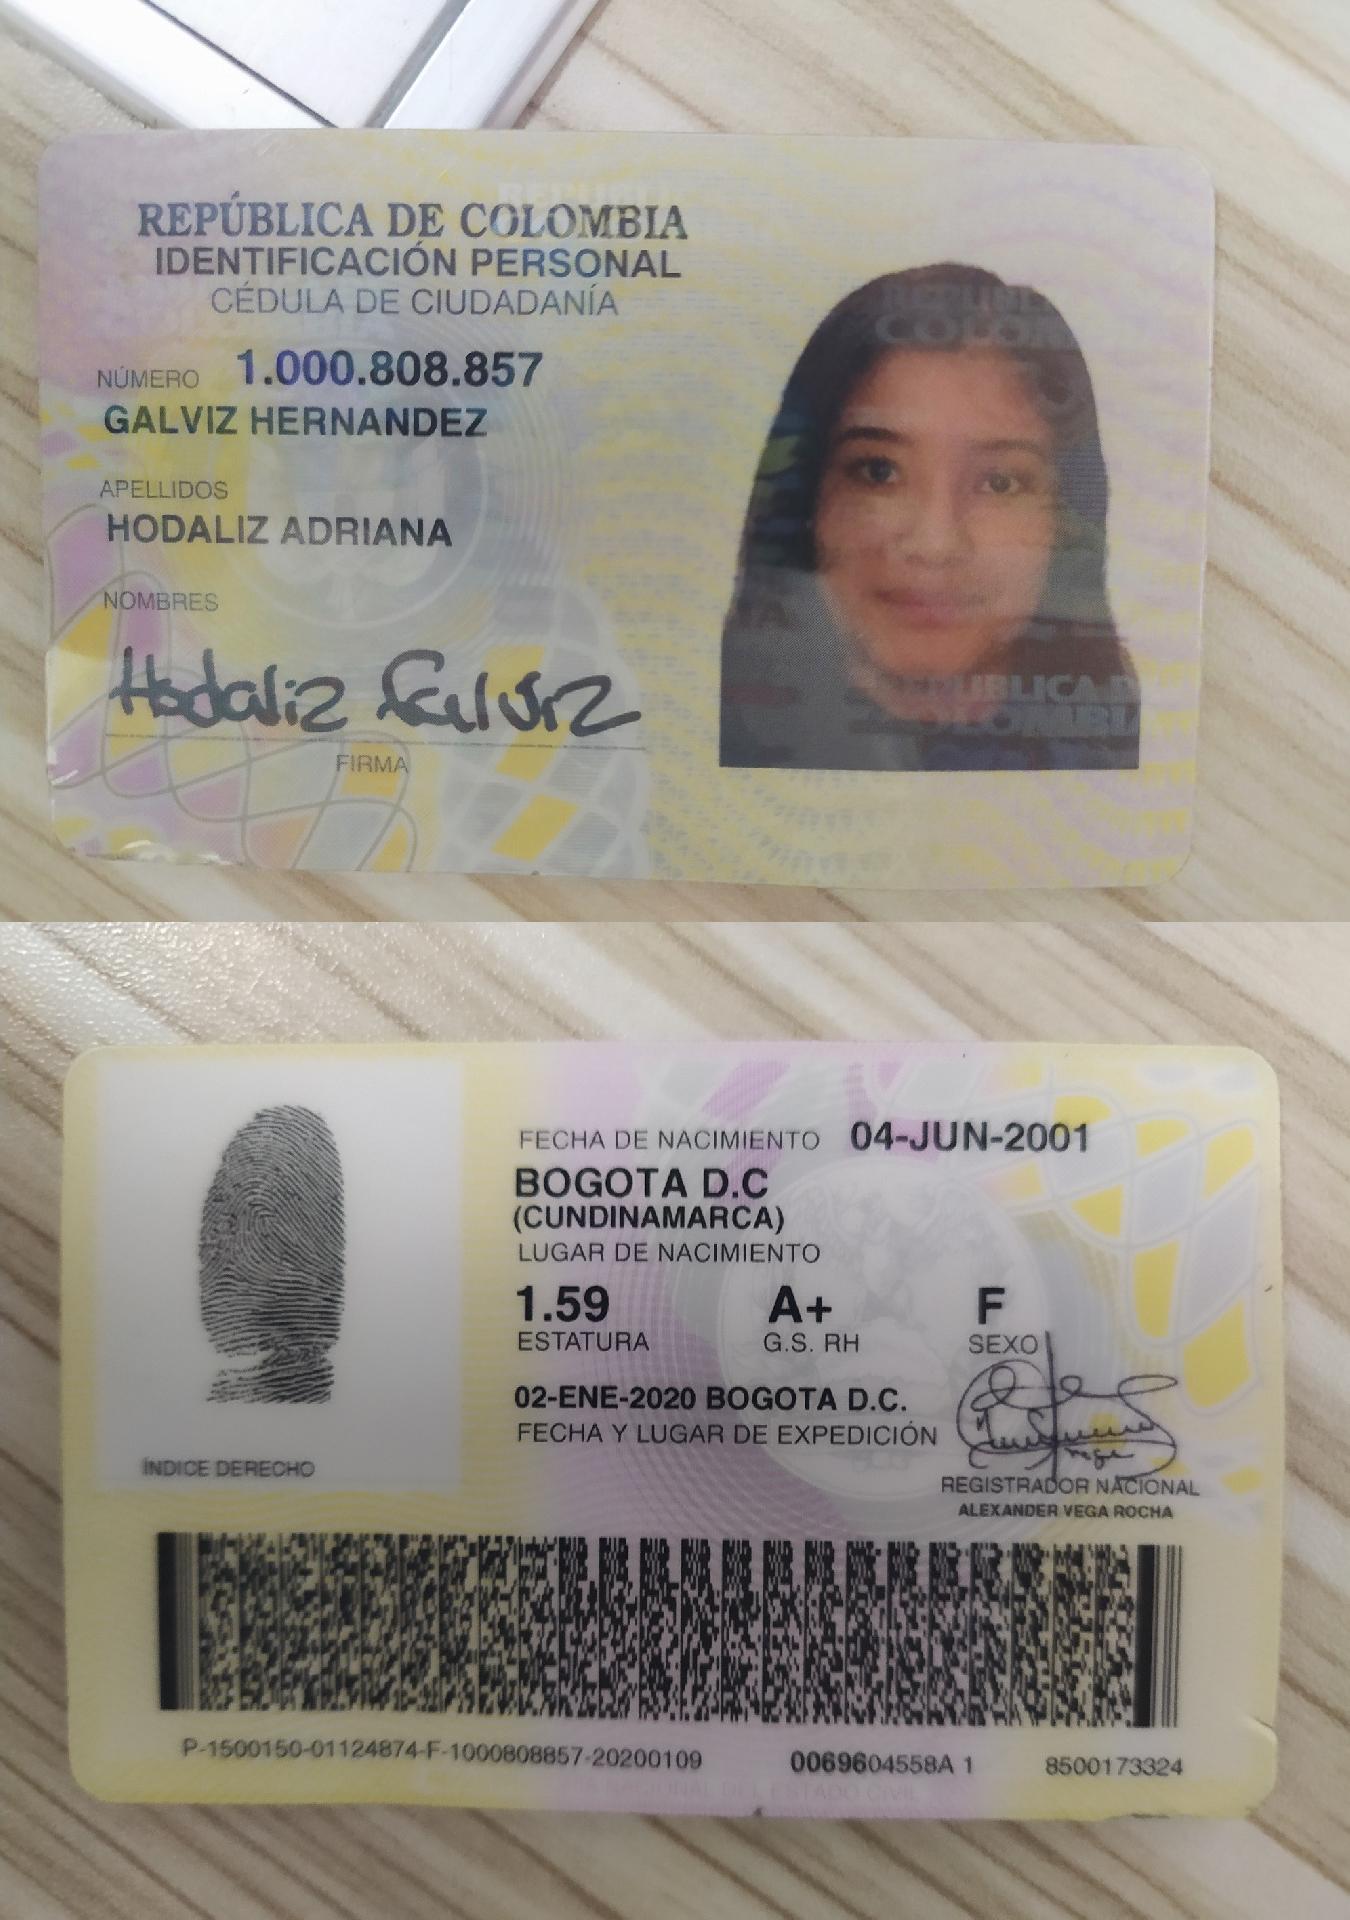 REPÚBLICA DE COLOMBIA
IDENTIFICACIÓN PERSONAL
CÉDULA DE CIUDADANÍA
NÚMERO 1.000.808.857
GALVIZ HERNANDEZ
APELLIDOS
HODALIZ ADRIANA
NOMBRES
Hodaliz Galviz
FIRMA
FECHA DE NACIMIENTO 04-JUN-2001
BOGOTA D.C
(CUNDINAMARCA)
LUGAR DE NACIMIENTO
1.59 A+ F
ESTATURA G.S. RH SEXO
02-ENE-2020 BOGOTA D.C.
FECHA Y LUGAR DE EXPEDICIÓN
ÍNDICE DERECHO
REGISTRADOR NACIONAL
ALEXANDER VEGA ROCHA
P-1500150-01124874-F-1000808857-20200109 0069604558A 1 8500173324